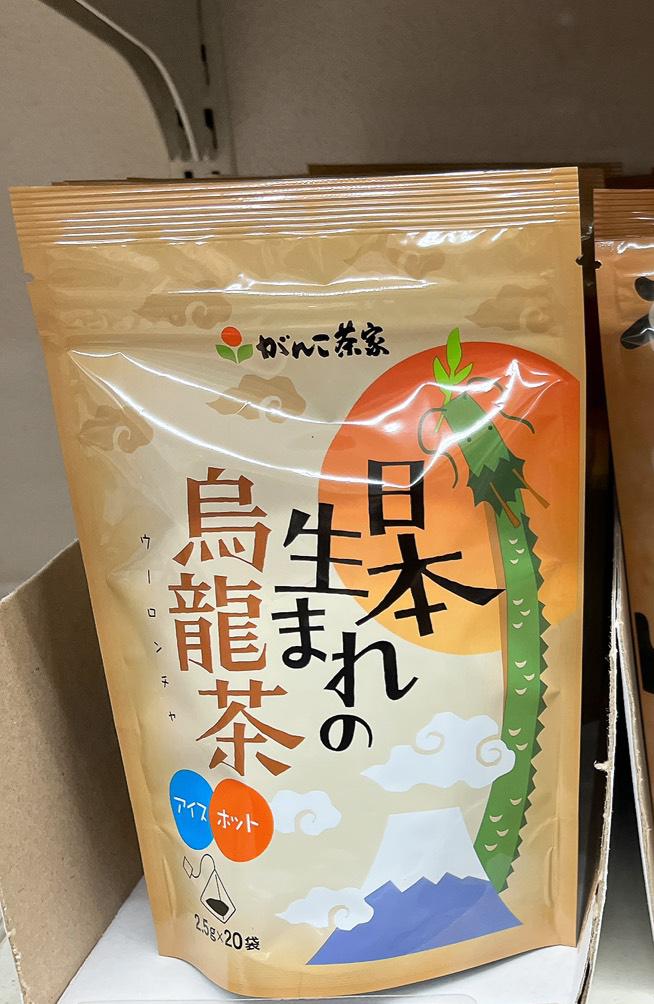 がんこ茶家
日本
生まれの
烏龍茶
ウーロンチャ
アイス
ホット
2.5g×20袋